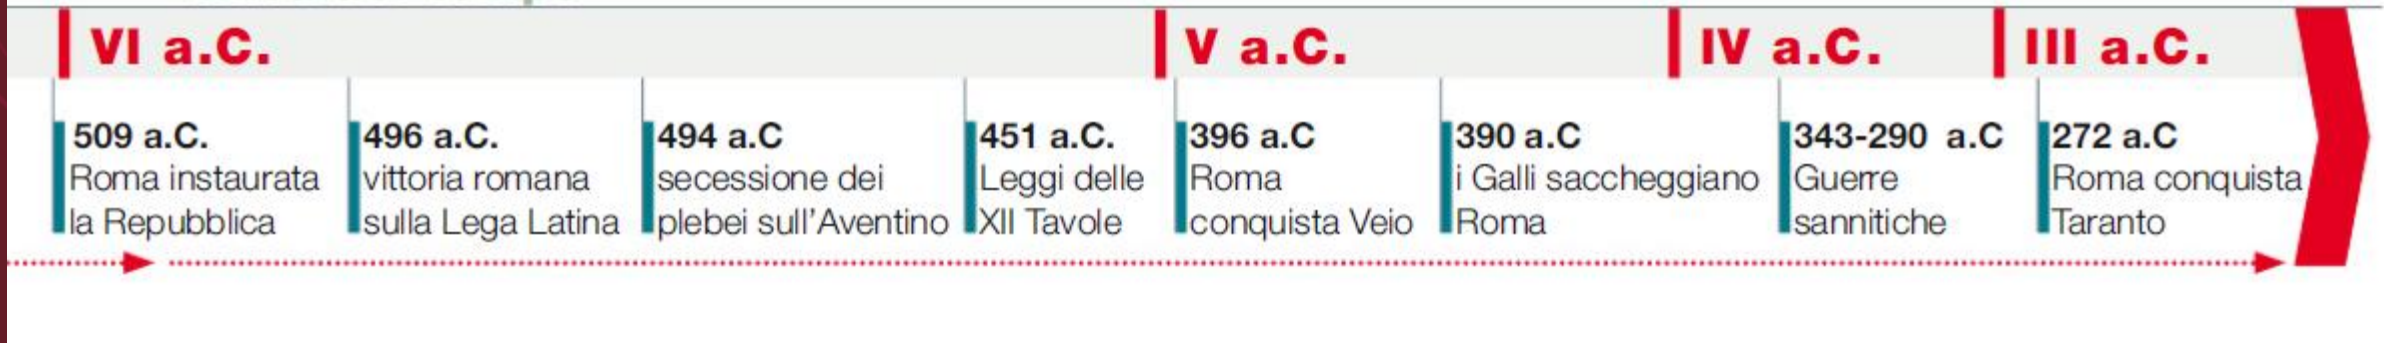 VI a.C.
V a.C.
IV a.C.
III a.C.
509 a.C.
Roma instaurata
la Repubblica
496 a.C.
vittoria romana
sulla Lega Latina
494 a.C
secessione dei
plebei sull'Aventino
451 a.C.
Leggi delle
XII Tavole
396 a.C
Roma
conquista Veio
390 a.C
i Galli saccheggiano
Roma
343-290 a.C
Guerre
sannitiche
272 a.C
Roma conquista
Taranto